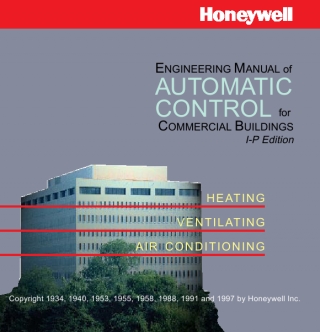 Honeywell
ENGINEERING MANUAL of
AUTOMATIC
CONTROL for
COMMERCIAL BUILDINGS
I-P Edition
HEATING
VENTILATING
AIR CONDITIONING
Copyright 1934, 1940, 1953, 1955, 1958, 1988, 1991 and 1997 by Honeywell Inc.